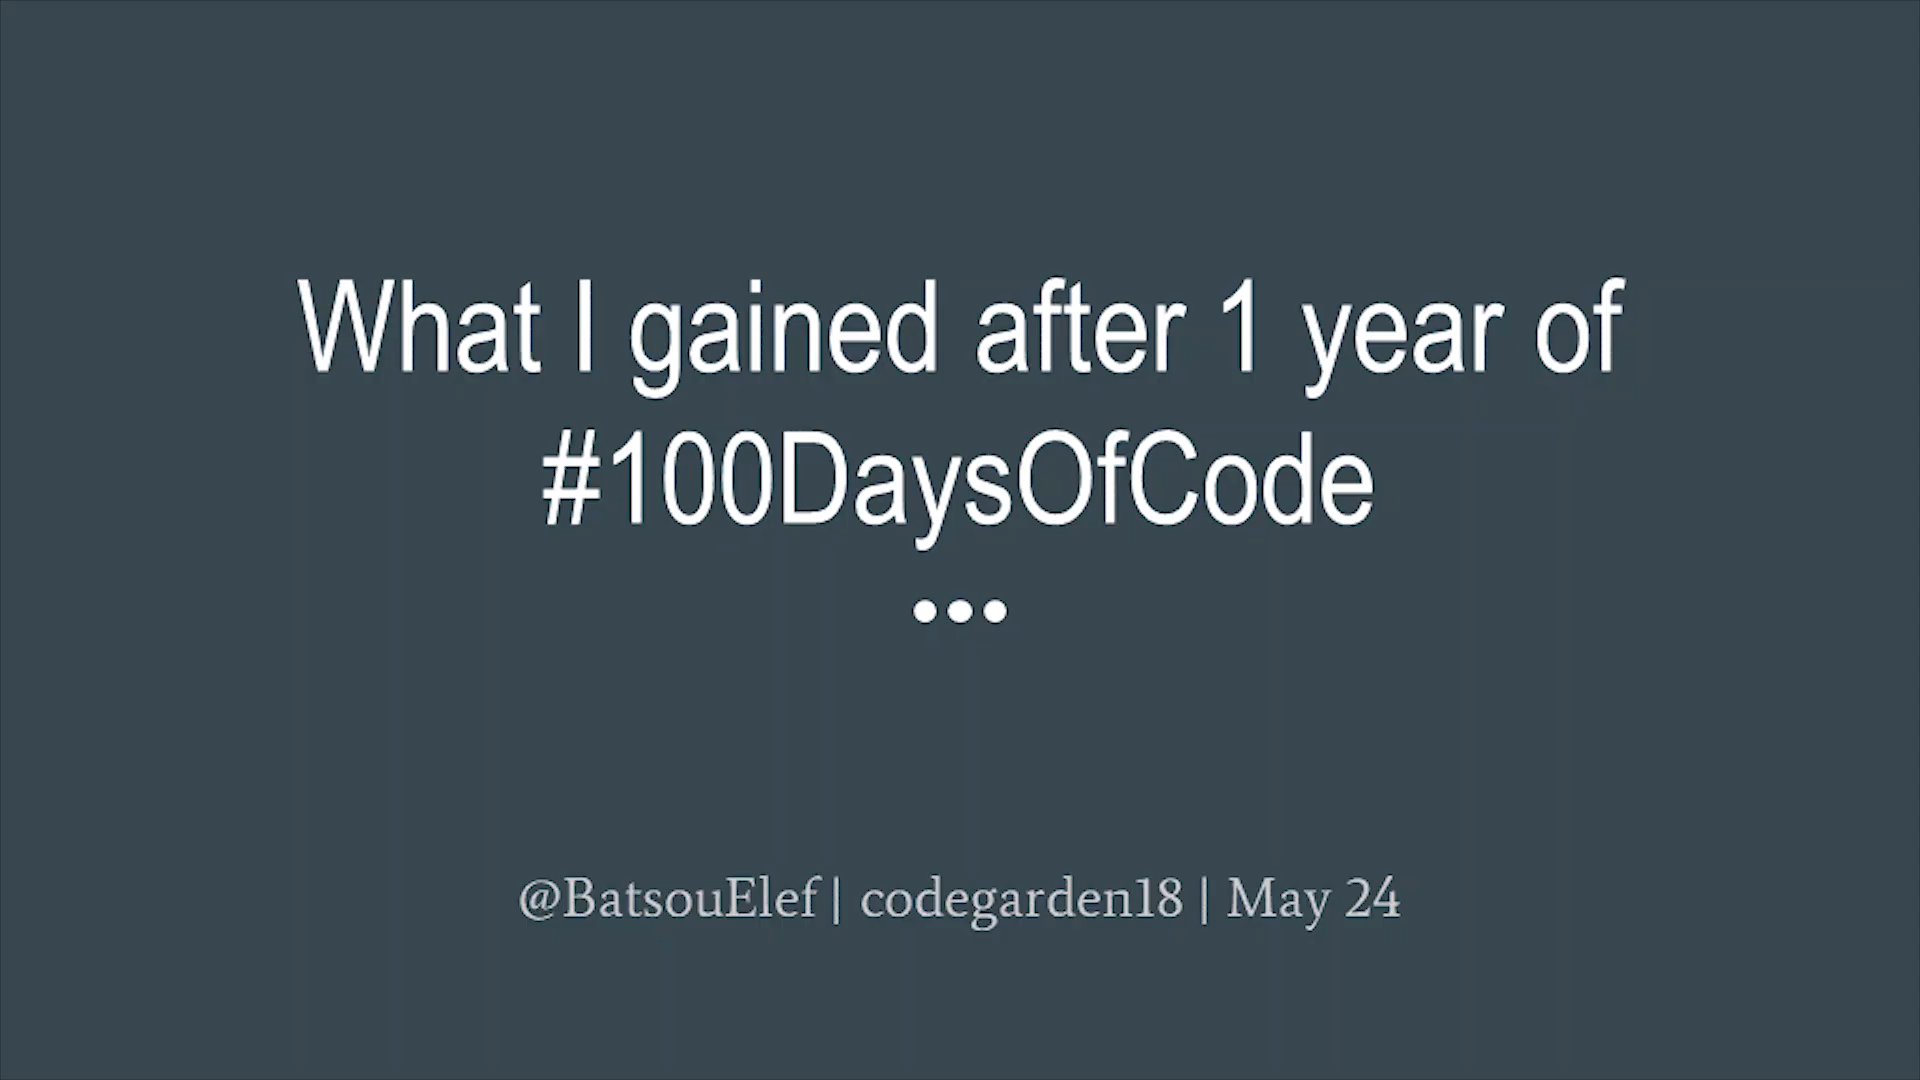 What I gained after 1 year of
#100DaysOfCode
@BatsouElef | codegarden18 | May 24